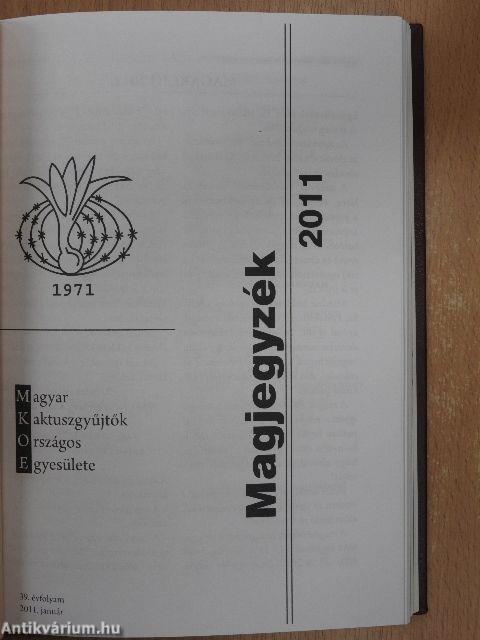 1971
Magyar
Kaktuszgyűjtők
Országos
Egyesülete
Magjegyzék
2011
39. évfolyam
2011. január
Antikvárium.hu